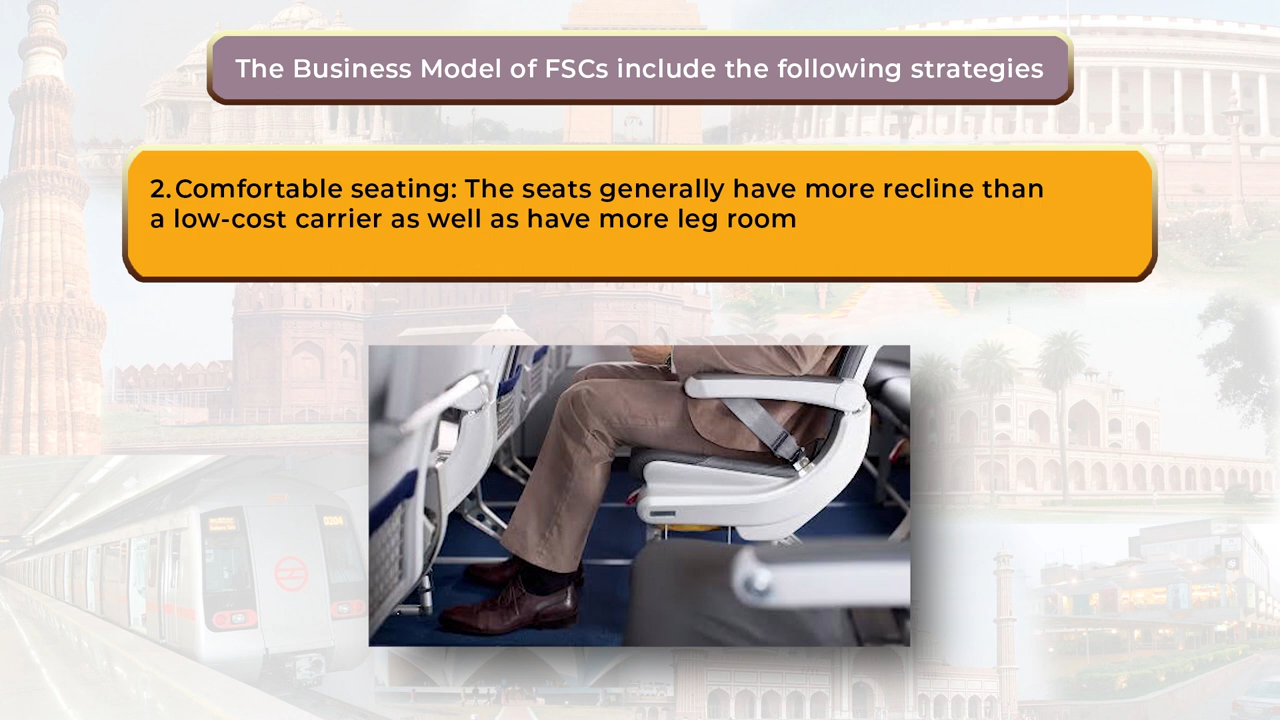 The Business Model of FSCs include the following strategies
2. Comfortable seating: The seats generally have more recline than
a low-cost carrier as well as have more leg room